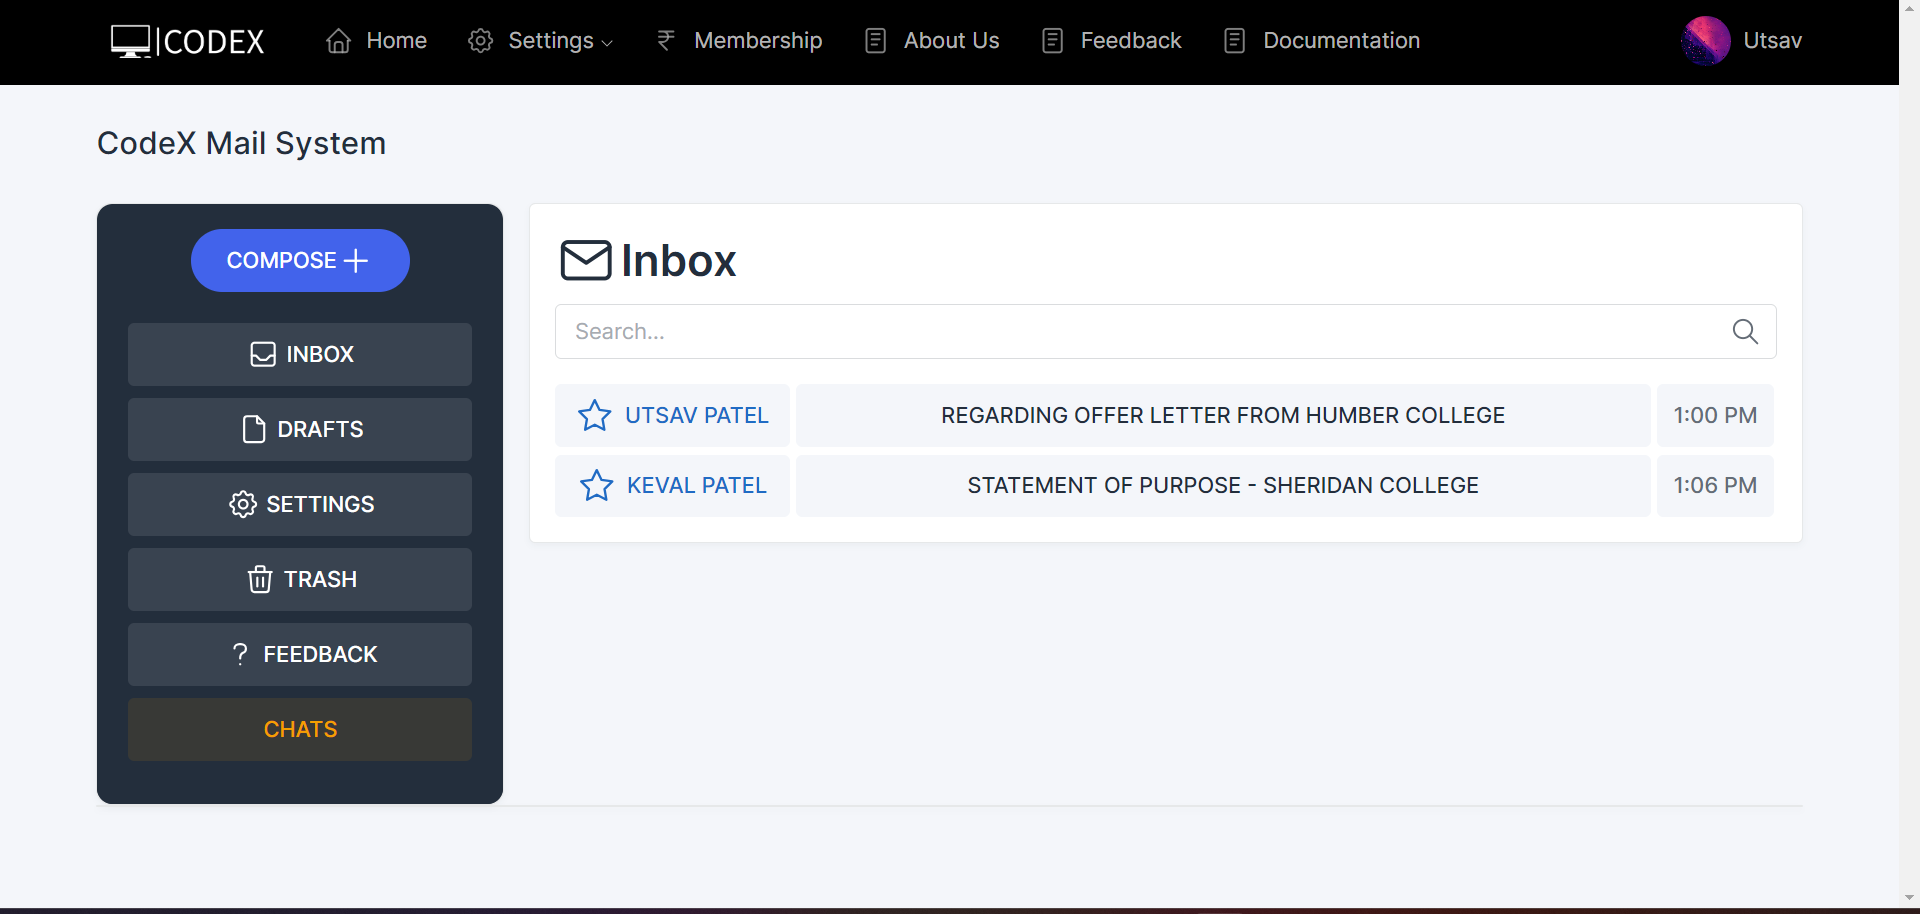 CODEX Home Settings ₹ Membership About Us Feedback Documentation Utsav
CodeX Mail System
COMPOSE +
INBOX
DRAFTS
SETTINGS
TRASH
? FEEDBACK
CHATS
Inbox
Search...
UTSAV PATEL REGARDING OFFER LETTER FROM HUMBER COLLEGE 1:00 PM
KEVAL PATEL STATEMENT OF PURPOSE - SHERIDAN COLLEGE 1:06 PM